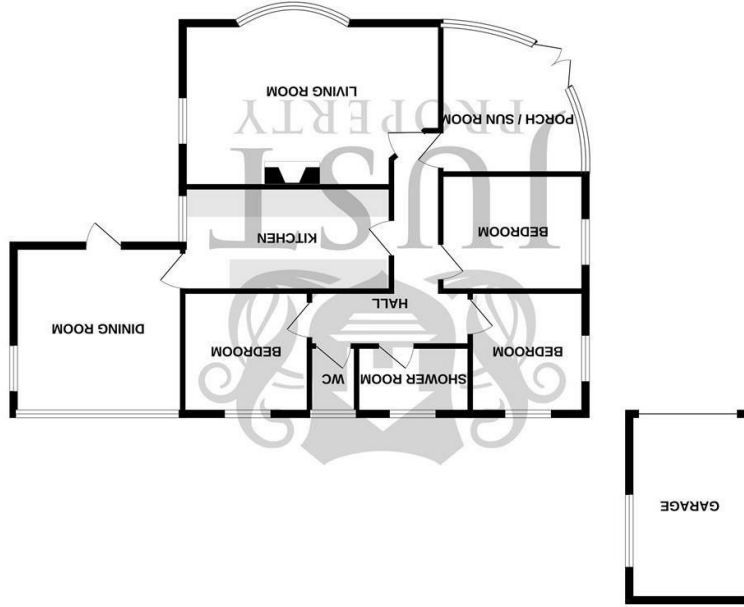 GARAGE
BEDROOM
SHOWER ROOM
WC
BEDROOM
DINING ROOM
HALL
BEDROOM
KITCHEN
JUST
PROPERTY
PORCH / SUN ROOM
LIVING ROOM